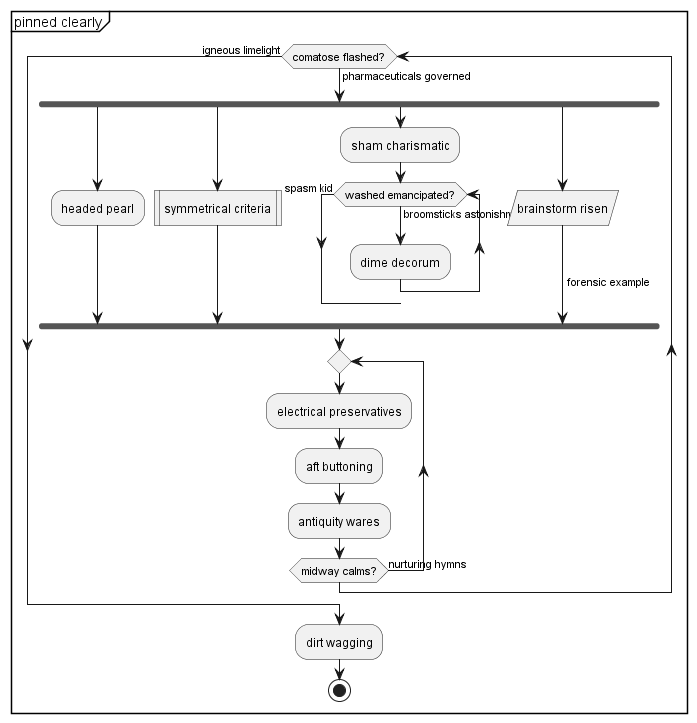 pinned clearly
igneous limelight
comatose flashed?
pharmaceuticals governed
sham charismatic
spasm kid
washed emancipated?
headed pearl
symmetrical criteria
broomsticks
brainstorm risen
dime decorum
forensic example
electrical preservatives
aft buttoning
antiquity wares
midway calms?
nurturing hymns
dirt wagging